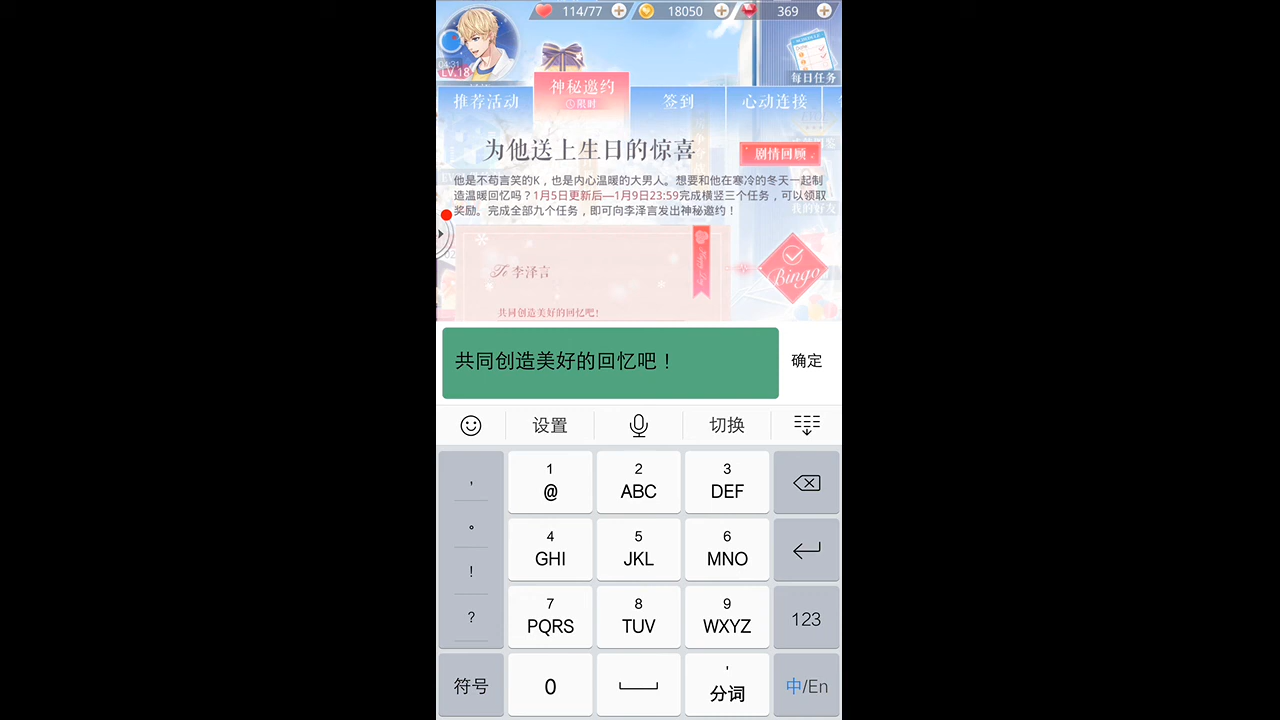 114/77
18050
369
04:31
LV.18
每日任务
推荐活动
神秘邀约
限时
签到
心动连接
为他送上生日的惊喜
剧情回顾
他是不苟言笑的K，也是内心温暖的大男人。想要和他在寒冷的冬天一起制
造温暖回忆吗？1月5日更新后—1月9日23:59完成横竖三个任务，可以领取
奖励。完成全部九个任务，即可向李泽言发出神秘邀约！
我的好友
To 李泽言
Bingo
共同创造美好的回忆吧!
共同创造美好的回忆吧！
确定
设置
切换
,
1
@
2
ABC
3
DEF
。
4
GHI
5
JKL
6
MNO
!
?
7
PQRS
8
TUV
9
WXYZ
123
符号
0
'
分词
中/En